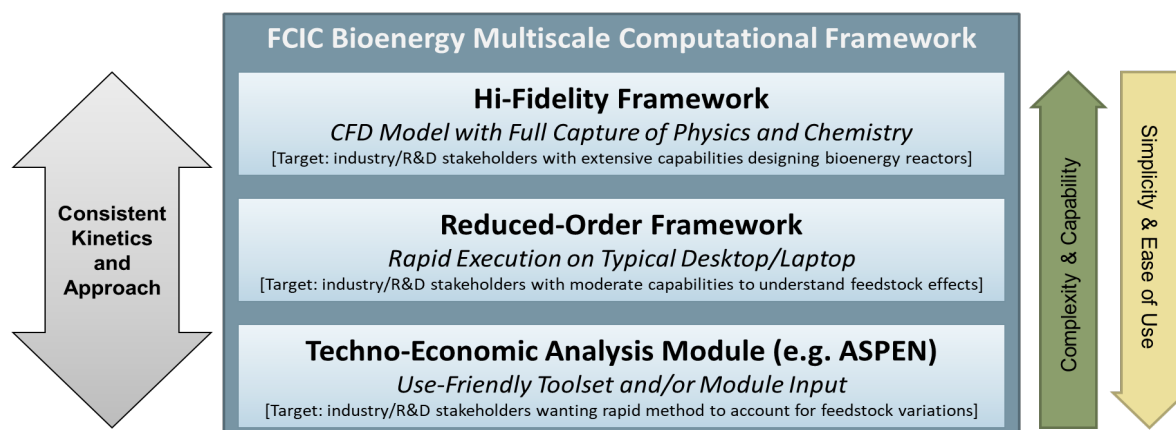 FCIC Bioenergy Multiscale Computational Framework
Hi-Fidelity Framework
CFD Model with Full Capture of Physics and Chemistry
[Target: industry/R&D stakeholders with extensive capabilities designing bioenergy reactors]
Reduced-Order Framework
Rapid Execution on Typical Desktop/Laptop
[Target: industry/R&D stakeholders with moderate capabilities to understand feedstock effects]
Techno-Economic Analysis Module (e.g. ASPEN)
Use-Friendly Toolset and/or Module Input
[Target: industry/R&D stakeholders wanting rapid method to account for feedstock variations]
Consistent
Kinetics
and
Approach
Complexity & Capability
Simplicity & Ease of Use